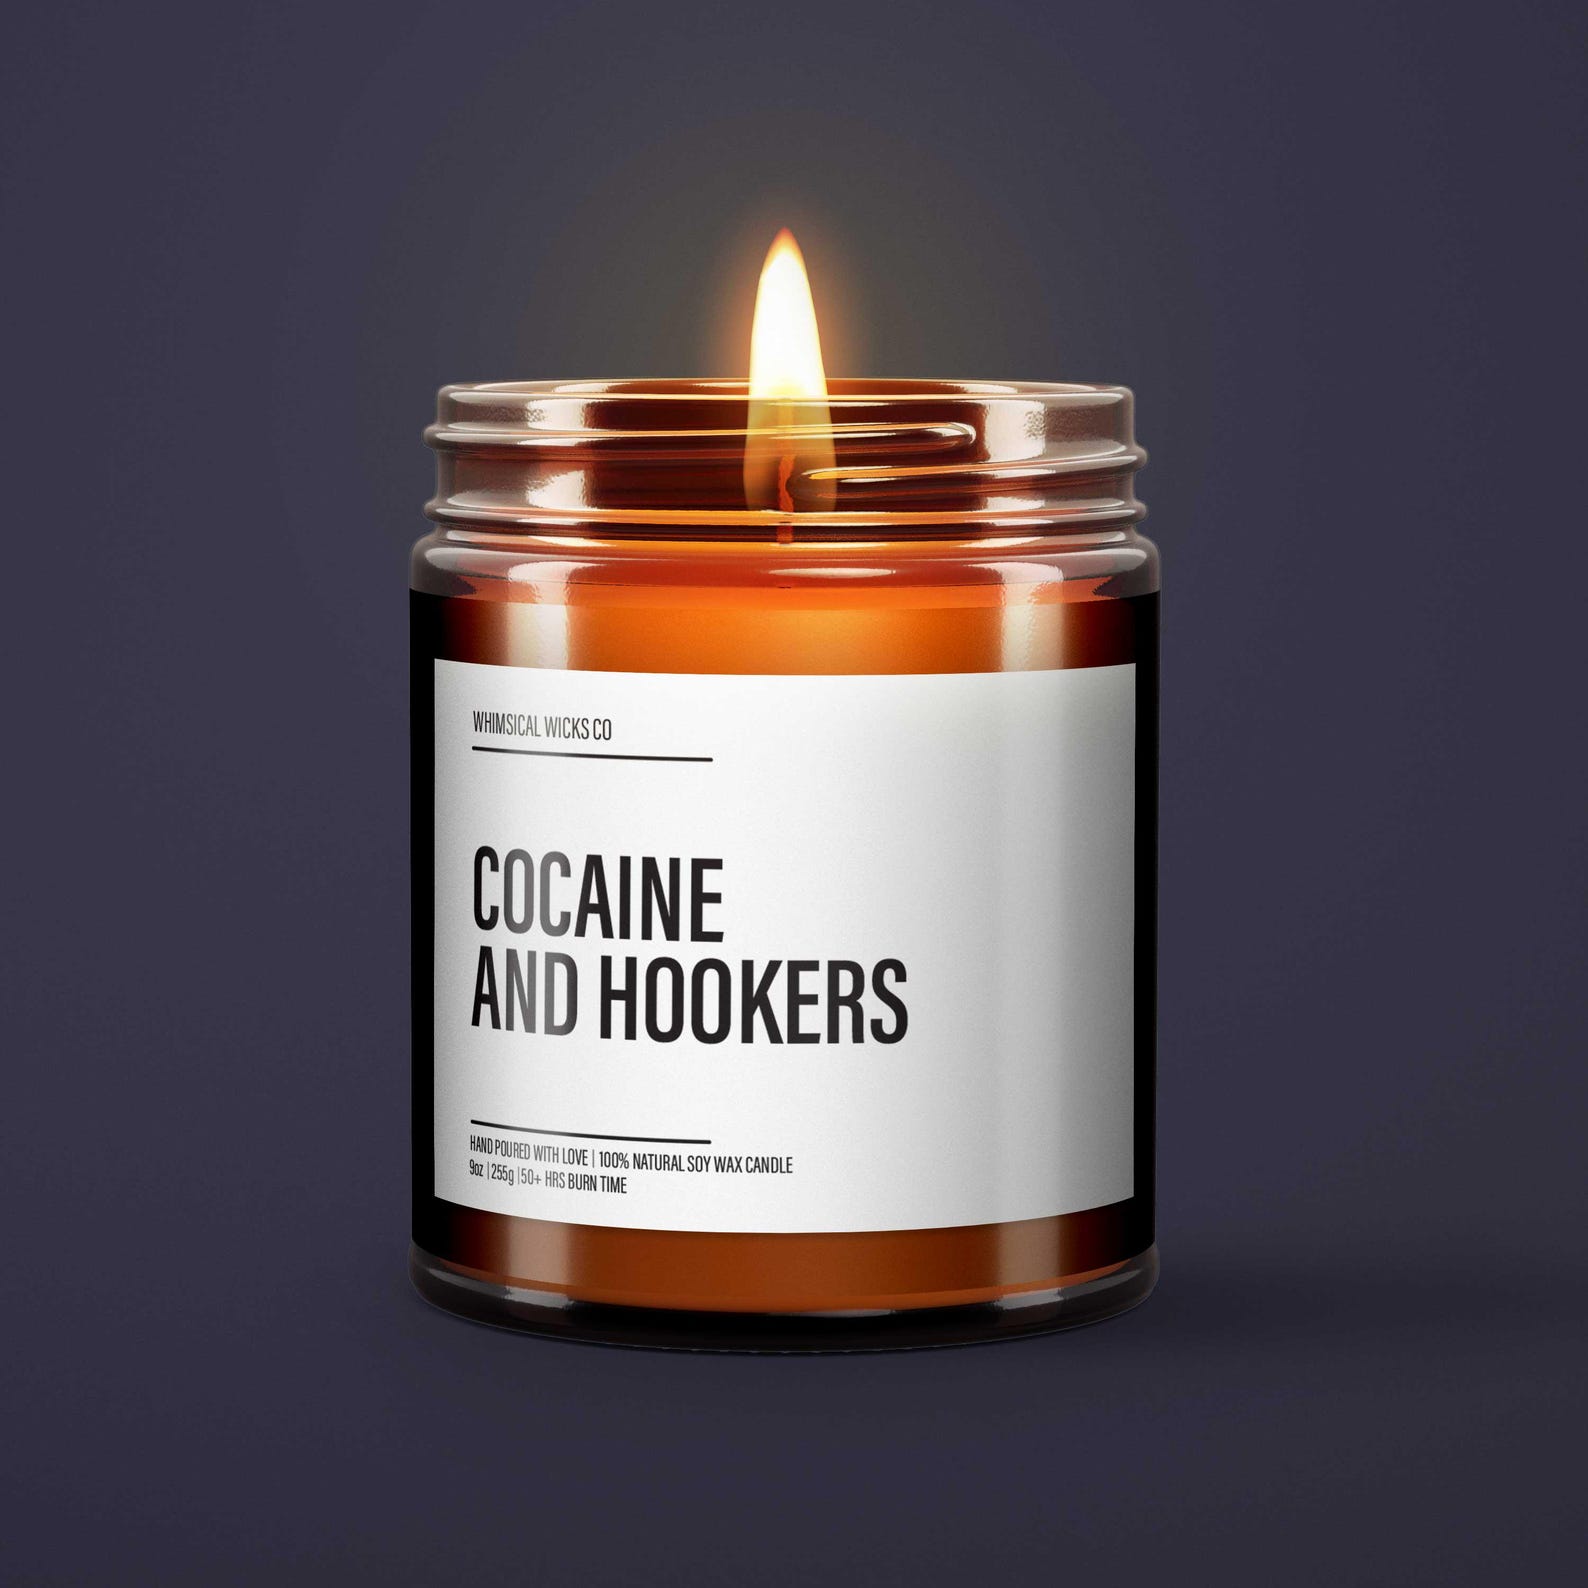 WHIMSICAL WICKS CO
COCAINE
AND HOOKERS
HAND POURED WITH LOVE | 100% NATURAL SOY WAX CANDLE
9oz | 255g | 50+ HRS BURN TIME